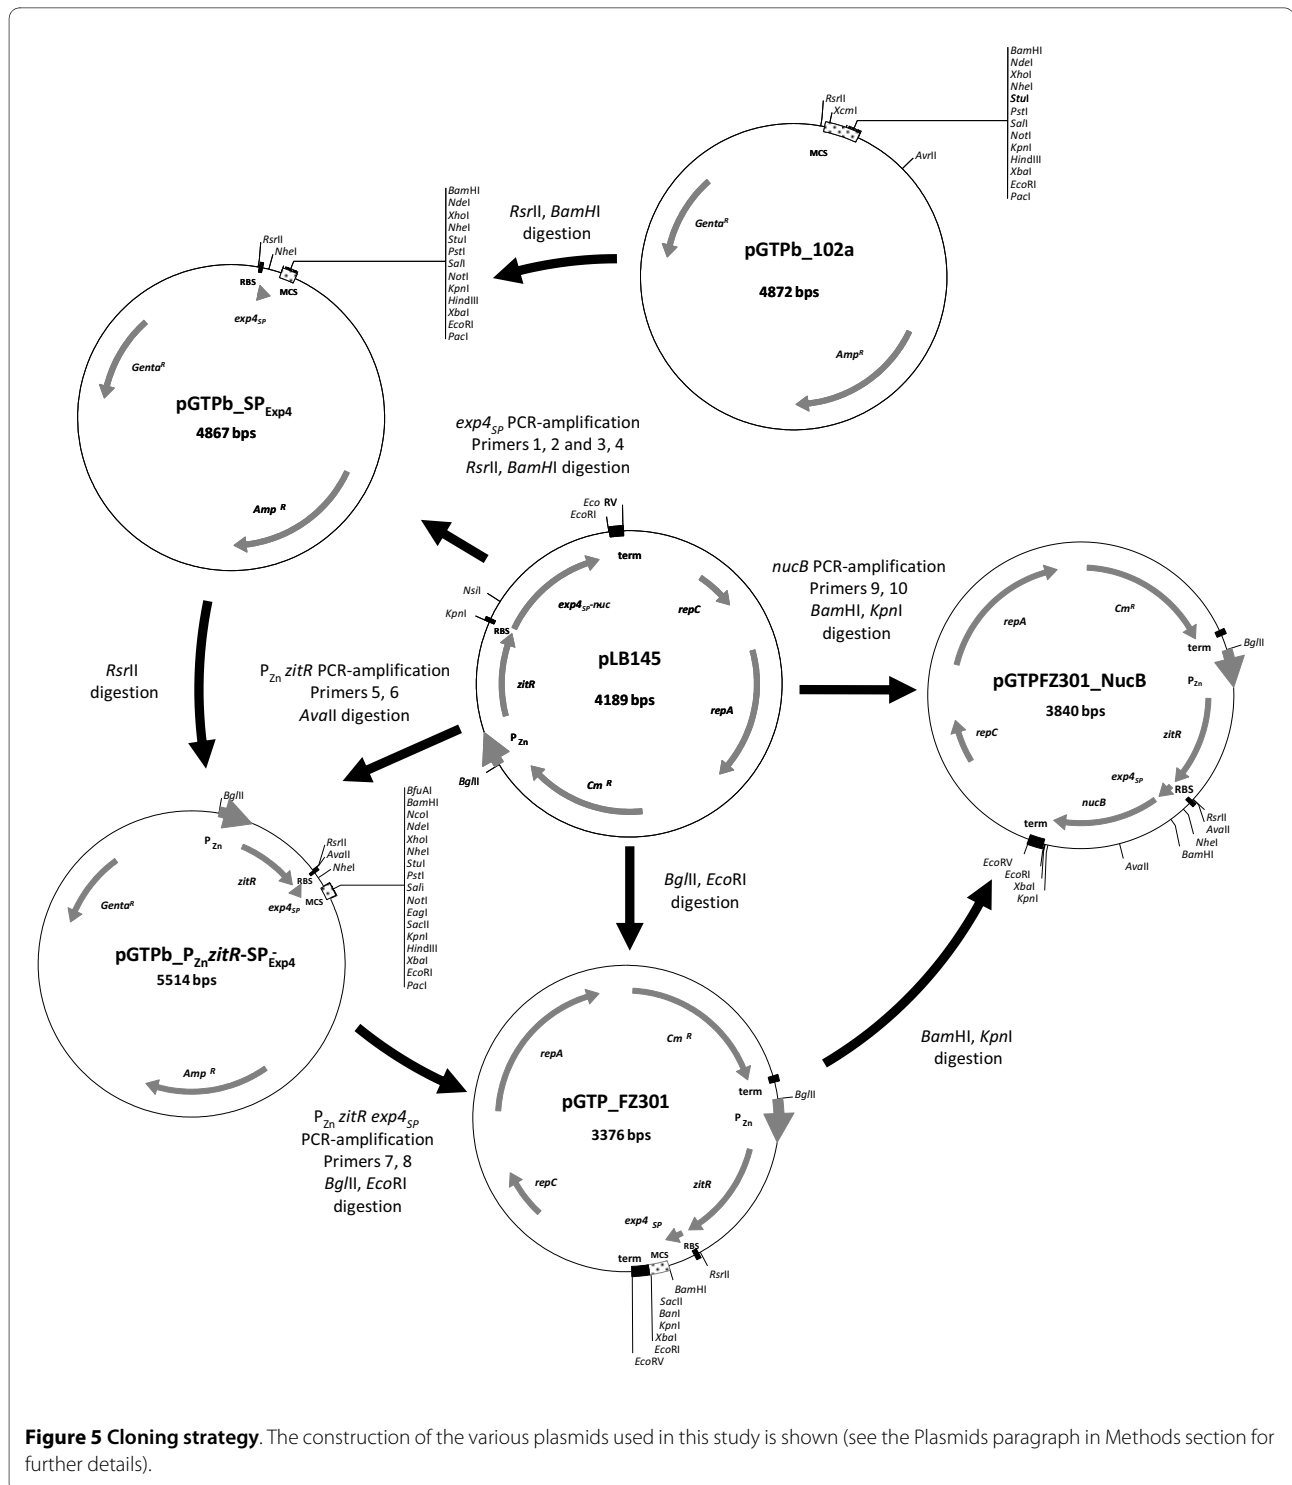 BamHI
NdeI
XhoI
NheI
StuI
PstI
SalI
NotI
KpnI
HindIII
XbaI
EcoRI
PacI
RsrII
XcmI
MCS
AvrII
Genta R
pGTPb_102a
4872 bps
Amp R
RsrII, BamHI
digestion
BamHI
NdeI
XhoI
NheI
StuI
PstI
SalI
NotI
KpnI
HindIII
XbaI
EcoRI
PacI
RsrII
NheI
RBS
MCS
exp4SP
Genta R
pGTPb_SPExp4
4867 bps
Amp R
exp4SP PCR-amplification
Primers 1, 2 and 3, 4
RsrII, BamHI digestion
Eco RV
EcoRI
term
NsiI
KpnI
RBS
exp4SP-nuc
repC
pLB145
4189 bps
zitR
repA
PZn
BglII
Cm R
nucB PCR-amplification
Primers 9, 10
BamHI, KpnI
digestion
repA
Cm R
term
BglII
PZn
pGTPFZ301_NucB
3840 bps
repC
zitR
exp4SP
RBS
nucB
RsrII
AvaII
NheI
BamHI
AvaII
term
EcoRV
EcoRI
XbaI
KpnI
RsrII
digestion
PZn zitR PCR-amplification
Primers 5, 6
AvaII digestion
BglII
PZn
RsrII
AvaII
NheI
zitR
RBS
exp4SP
MCS
BfuAI
BamHI
NcoI
NdeI
XhoI
NheI
StuI
PstI
SalI
NotI
EagI
SacII
KpnI
HindIII
XbaI
EcoRI
PacI
Genta R
pGTPb_PZnzitR-SP-Exp4
5514 bps
Amp R
BglII, EcoRI
digestion
BamHI, KpnI
digestion
PZn zitR exp4SP
PCR-amplification
Primers 7, 8
BglII, EcoRI
digestion
repA
Cm R
term
BglII
PZn
pGTP_FZ301
3376 bps
repC
zitR
exp4 SP
RBS
MCS
term
RsrII
BamHI
SacII
BanI
KpnI
XbaI
EcoRI
EcoRV
Figure 5 Cloning strategy. The construction of the various plasmids used in this study is shown (see the Plasmids paragraph in Methods section for
further details).